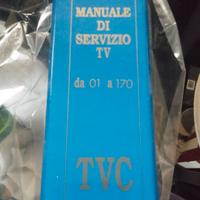 MANUALE
DI
SERVIZIO
TV
da 01 a 170
TVC